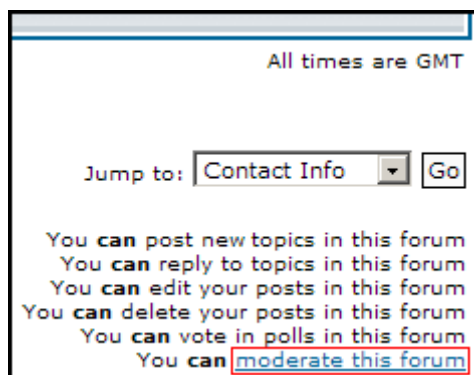 All times are GMT
Jump to: Contact Info Go
You can post new topics in this forum
You can reply to topics in this forum
You can edit your posts in this forum
You can delete your posts in this forum
You can vote in polls in this forum
You can moderate this forum